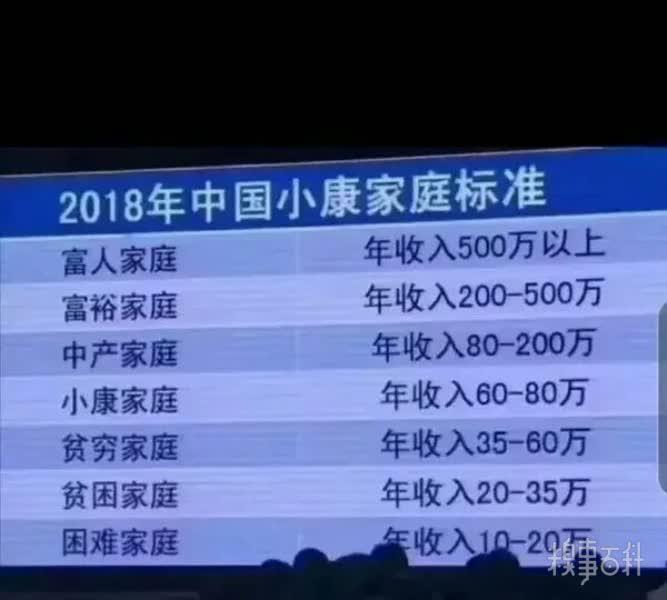 2018年中国小康家庭标准
富人家庭 年收入500万以上
富裕家庭 年收入200-500万
中产家庭 年收入80-200万
小康家庭 年收入60-80万
贫穷家庭 年收入35-60万
贫困家庭 年收入20-35万
困难家庭 年收入10-20万
糗事百科